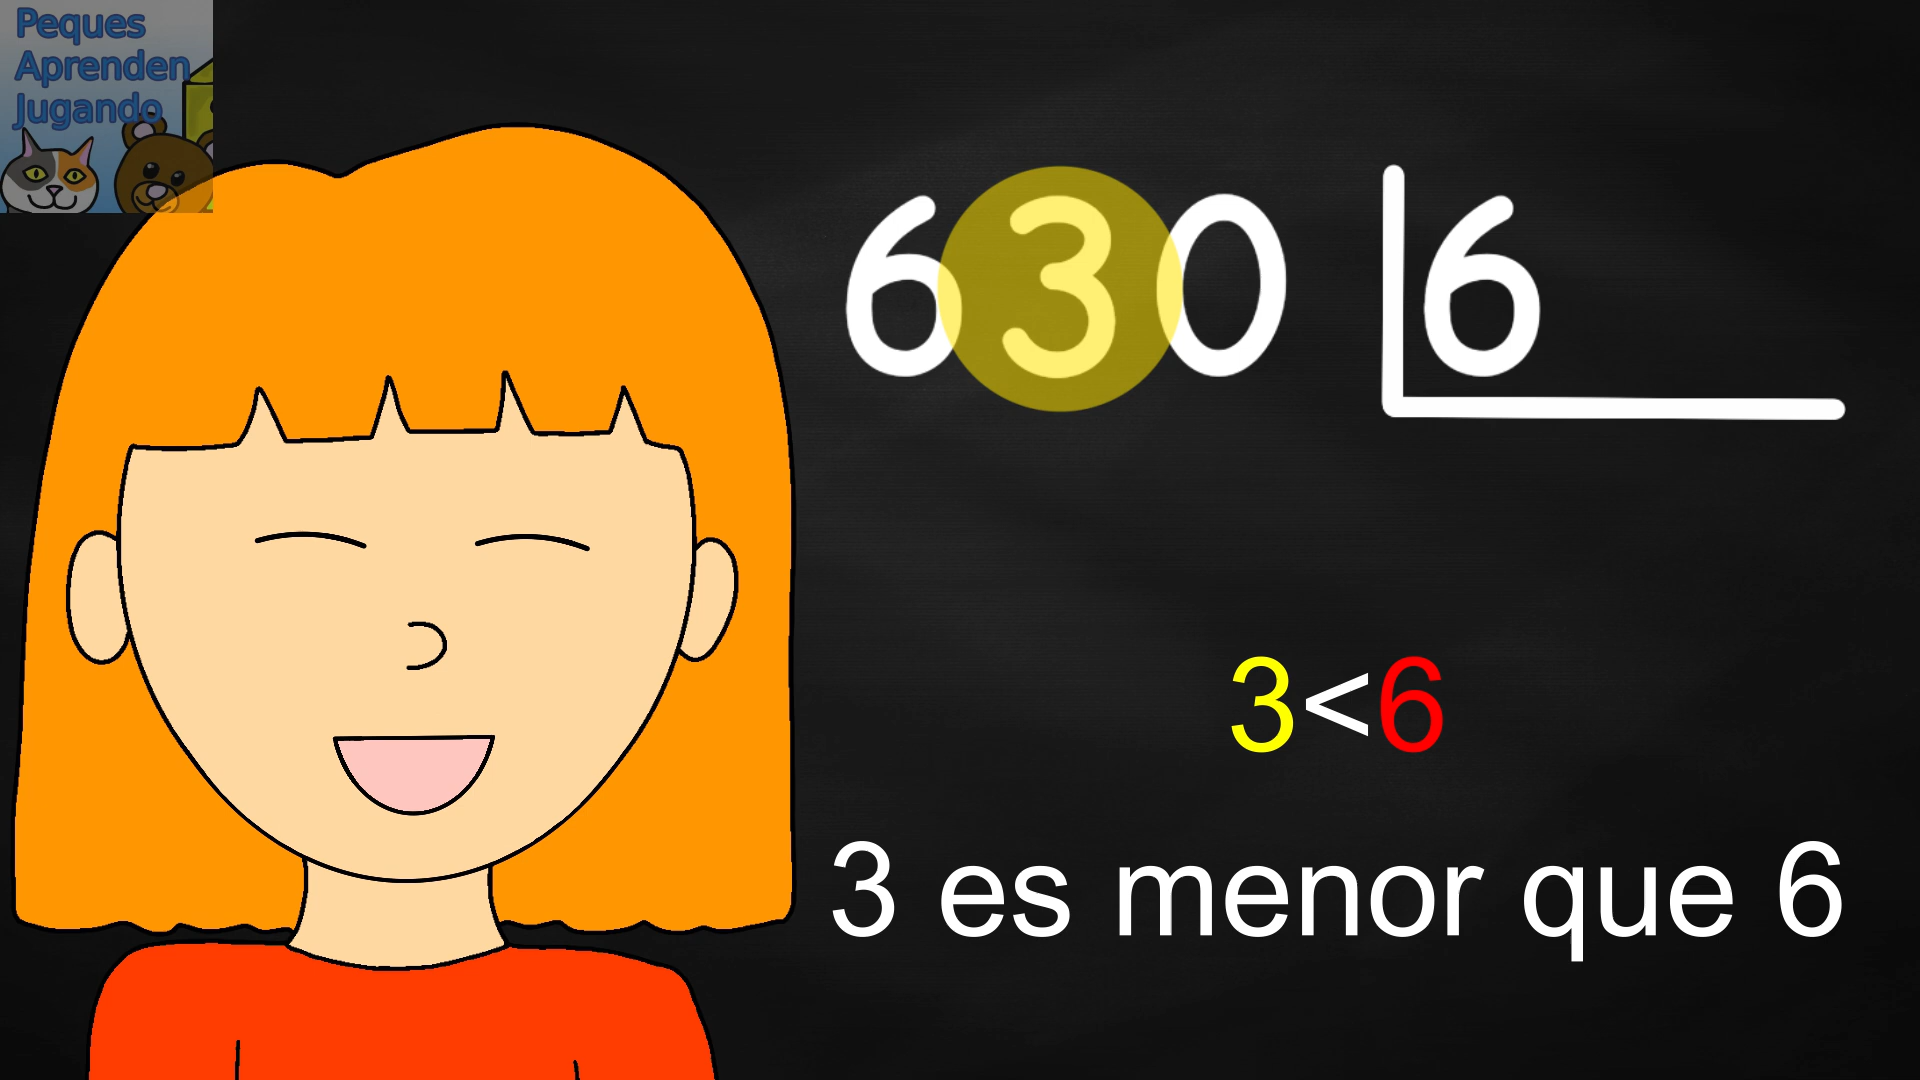 Peques
Aprenden
Jugando
630 6
3<6
3 es menor que 6